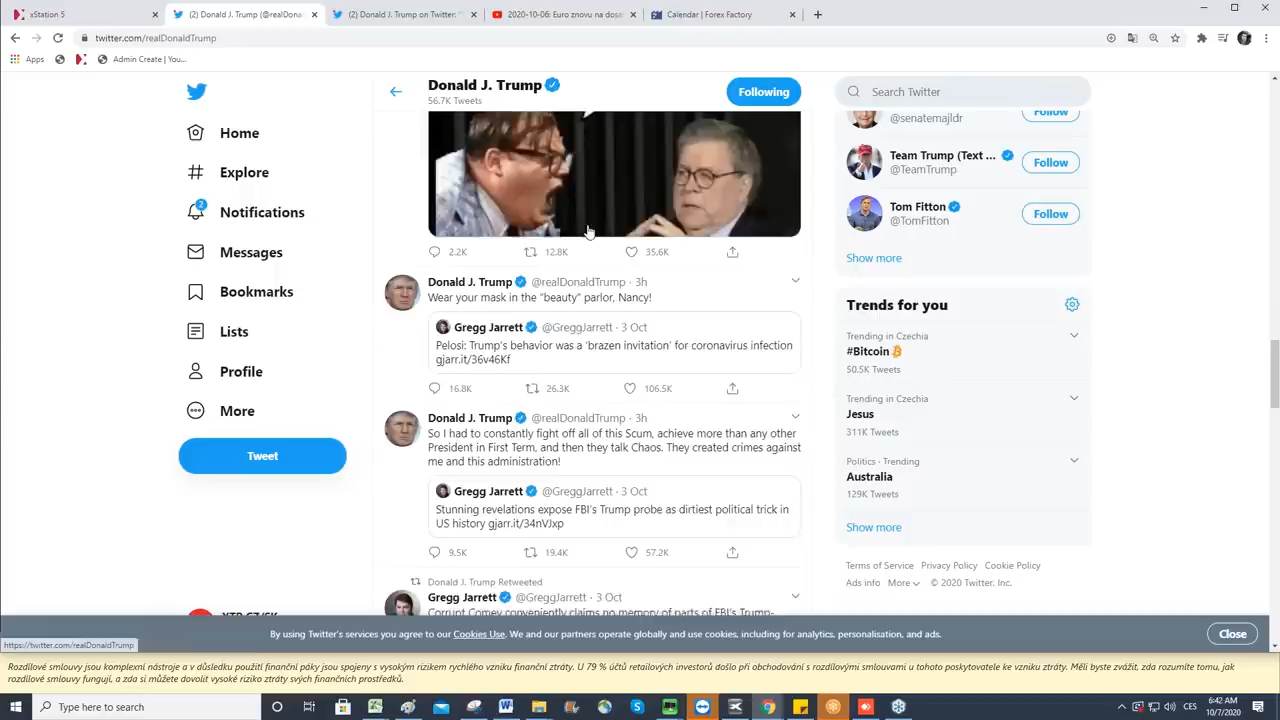 xStation 5
(2) Donald J. Trump (@realDona
(2) Donald J. Trump on Twitter: "
2020-10-06: Euro znovu na dosa
Calendar | Forex Factory
twitter.com/realDonaldTrump
Apps
Admin Create | You...
Home
Explore
2
Notifications
Messages
Bookmarks
Lists
Profile
More
Tweet
XTB CZ/SK
Donald J. Trump
56.7K Tweets
Following
2.2K 12.8K 35.6K
Donald J. Trump @realDonaldTrump · 3h
Wear your mask in the “beauty” parlor, Nancy!
Gregg Jarrett @GreggJarrett · 3 Oct
Pelosi: Trump’s behavior was a ‘brazen invitation’ for coronavirus infection
gjarr.it/36v46Kf
16.8K 26.3K 106.5K
Donald J. Trump @realDonaldTrump · 3h
So I had to constantly fight off all of this Scum, achieve more than any other
President in First Term, and then they talk Chaos. They created crimes against
me and this administration!
Gregg Jarrett @GreggJarrett · 3 Oct
Stunning revelations expose FBI’s Trump probe as dirtiest political trick in
US history gjarr.it/34nVJxp
9.5K 19.4K 57.2K
Donald J. Trump Retweeted
Gregg Jarrett @GreggJarrett · 3 Oct
Corrupt Comey conveniently claims no memory of parts of FBI’s Trump-
Search Twitter
@senatemajldr
Follow
Team Trump (Text ...
@TeamTrump
Follow
Tom Fitton
@TomFitton
Follow
Show more
Trends for you
Trending in Czechia
#Bitcoin
50.5K Tweets
Trending in Czechia
Jesus
311K Tweets
Politics · Trending
Australia
129K Tweets
Show more
Terms of Service Privacy Policy Cookie Policy
Ads info More © 2020 Twitter, Inc.
By using Twitter’s services you agree to our Cookies Use. We and our partners operate globally and use cookies, including for analytics, personalisation, and ads.
Close
https://twitter.com/realDonaldTrump
Rozdílové smlouvy jsou komplexní nástroje a v důsledku použití finanční páky jsou spojeny s vysokým rizikem rychlého vzniku finanční ztráty. U 79 % účtů retailových investorů došlo při obchodování s rozdílovými smlouvami u tohoto poskytovatele ke vzniku ztráty. Měli byste zvážit, zda rozumíte tomu, jak
rozdílové smlouvy fungují, a zda si můžete dovolit vysoké riziko ztráty svých finančních prostředků.
Type here to search
CES
6:42 AM
10/7/2020